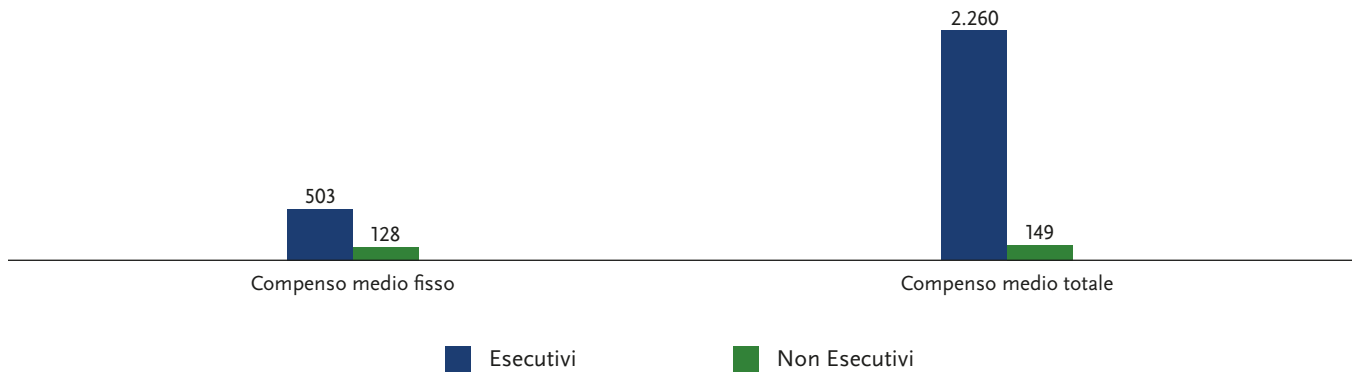 2.260
503
128
149
Compenso medio fisso
Compenso medio totale
Esecutivi
Non Esecutivi